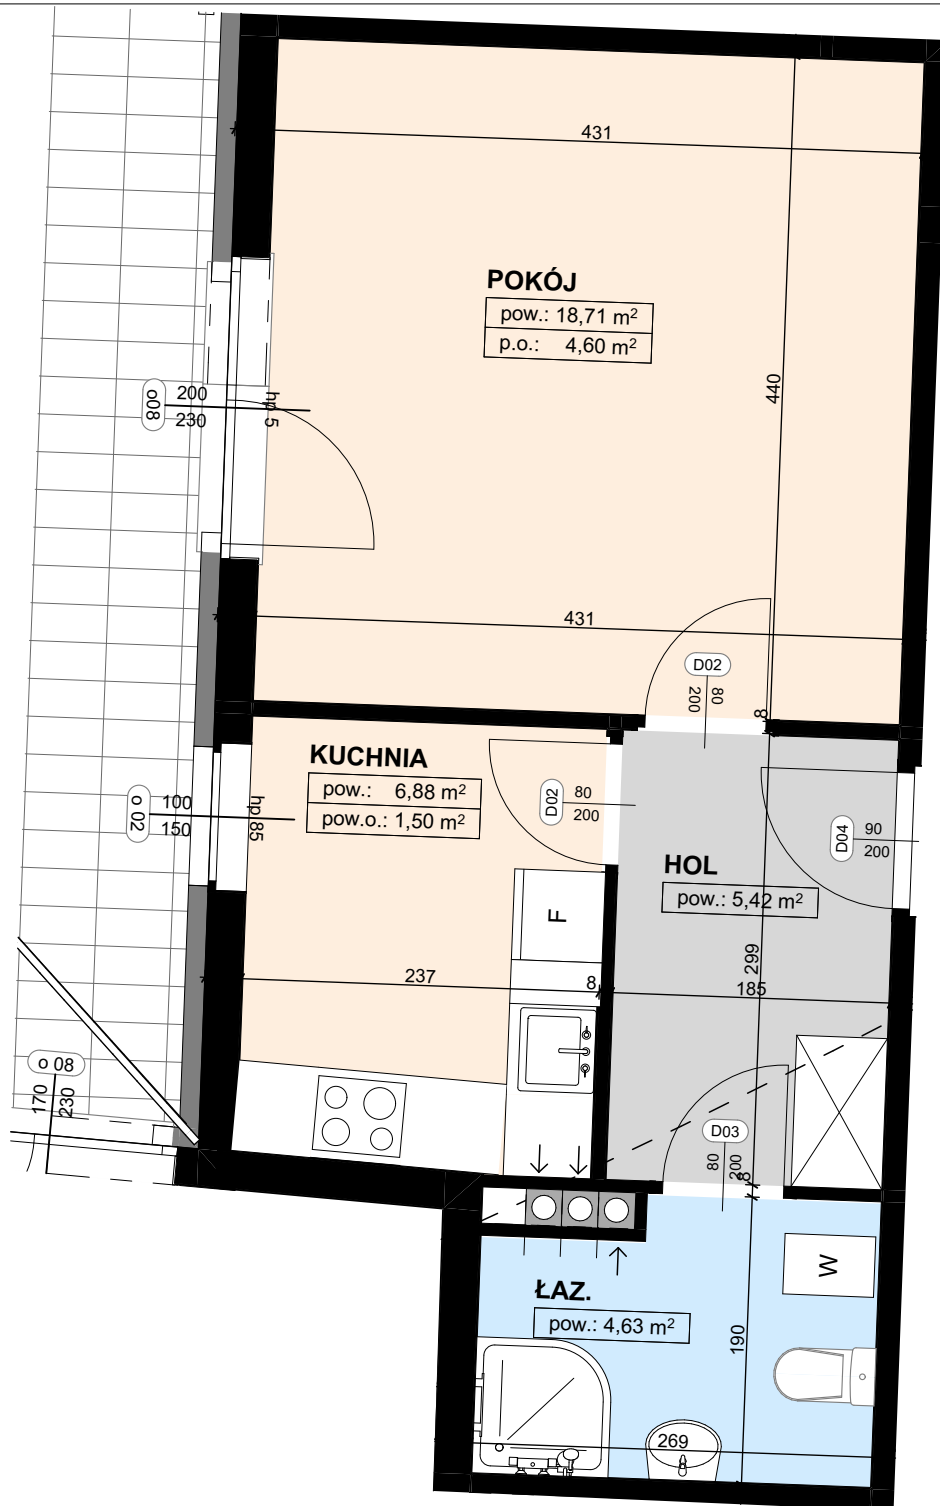 431
POKÓJ
pow.: 18,71 m²
p.o.: 4,60 m²
440
o08
200
230
hp 5
431
D02
80
200
8
KUCHNIA
pow.: 6,88 m²
pow.o.: 1,50 m²
o 02
100
150
hp 85
D02
80
200
D04
90
200
HOL
pow.: 5,42 m²
F
299
237
8
185
o 08
170
230
D03
80
200
8
W
ŁAZ.
pow.: 4,63 m²
190
269